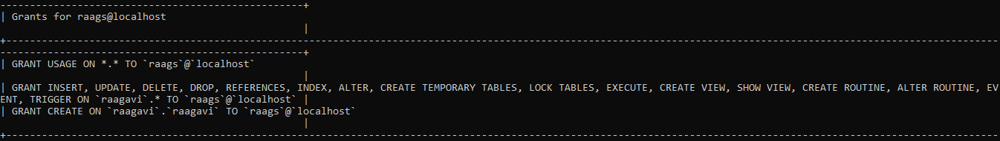 --------------------------------------------------+
| Grants for raags@localhost
|
+--------------------------------------------------------------------------------------------------------------------------------------------------------------------
--------------------------------------------------+
| GRANT USAGE ON *.* TO `raags`@`localhost`
|
| GRANT INSERT, UPDATE, DELETE, DROP, REFERENCES, INDEX, ALTER, CREATE TEMPORARY TABLES, LOCK TABLES, EXECUTE, CREATE VIEW, SHOW VIEW, CREATE ROUTINE, ALTER ROUTINE, EV
ENT, TRIGGER ON `raagavi`.* TO `raags`@`localhost` |
| GRANT CREATE ON `raagavi`.`raagavi` TO `raags`@`localhost`
|
+--------------------------------------------------------------------------------------------------------------------------------------------------------------------